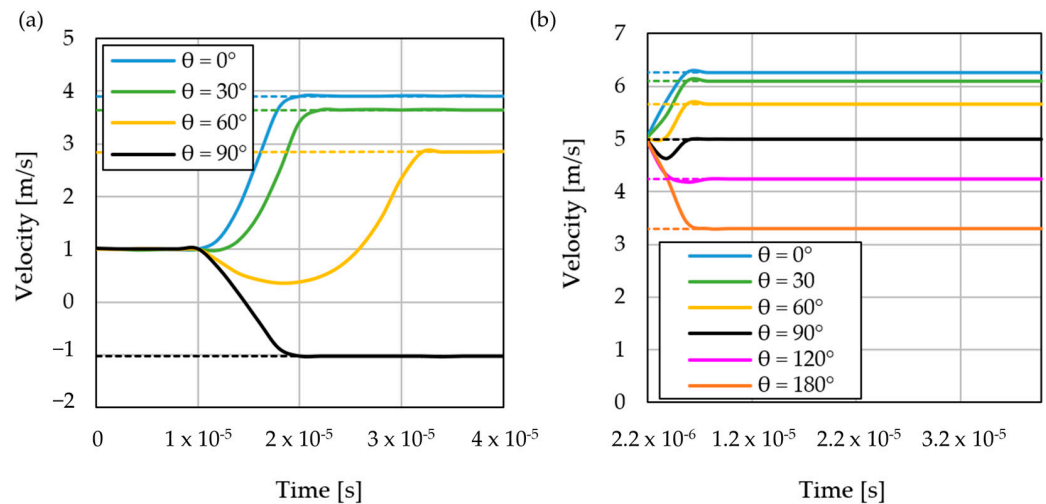 (a)
5
4
3
2
1
0
−1
−2
Velocity [m/s]
θ = 0°
θ = 30°
θ = 60°
θ = 90°
0
1 x 10⁻⁵
2 x 10⁻⁵
3 x 10⁻⁵
4 x 10⁻⁵
Time [s]
(b)
7
6
5
4
3
2
1
0
Velocity [m/s]
θ = 0°
θ = 30
θ = 60°
θ = 90°
θ = 120°
θ = 180°
2.2 x 10⁻⁶
1.2 x 10⁻⁵
2.2 x 10⁻⁵
3.2 x 10⁻⁵
Time [s]